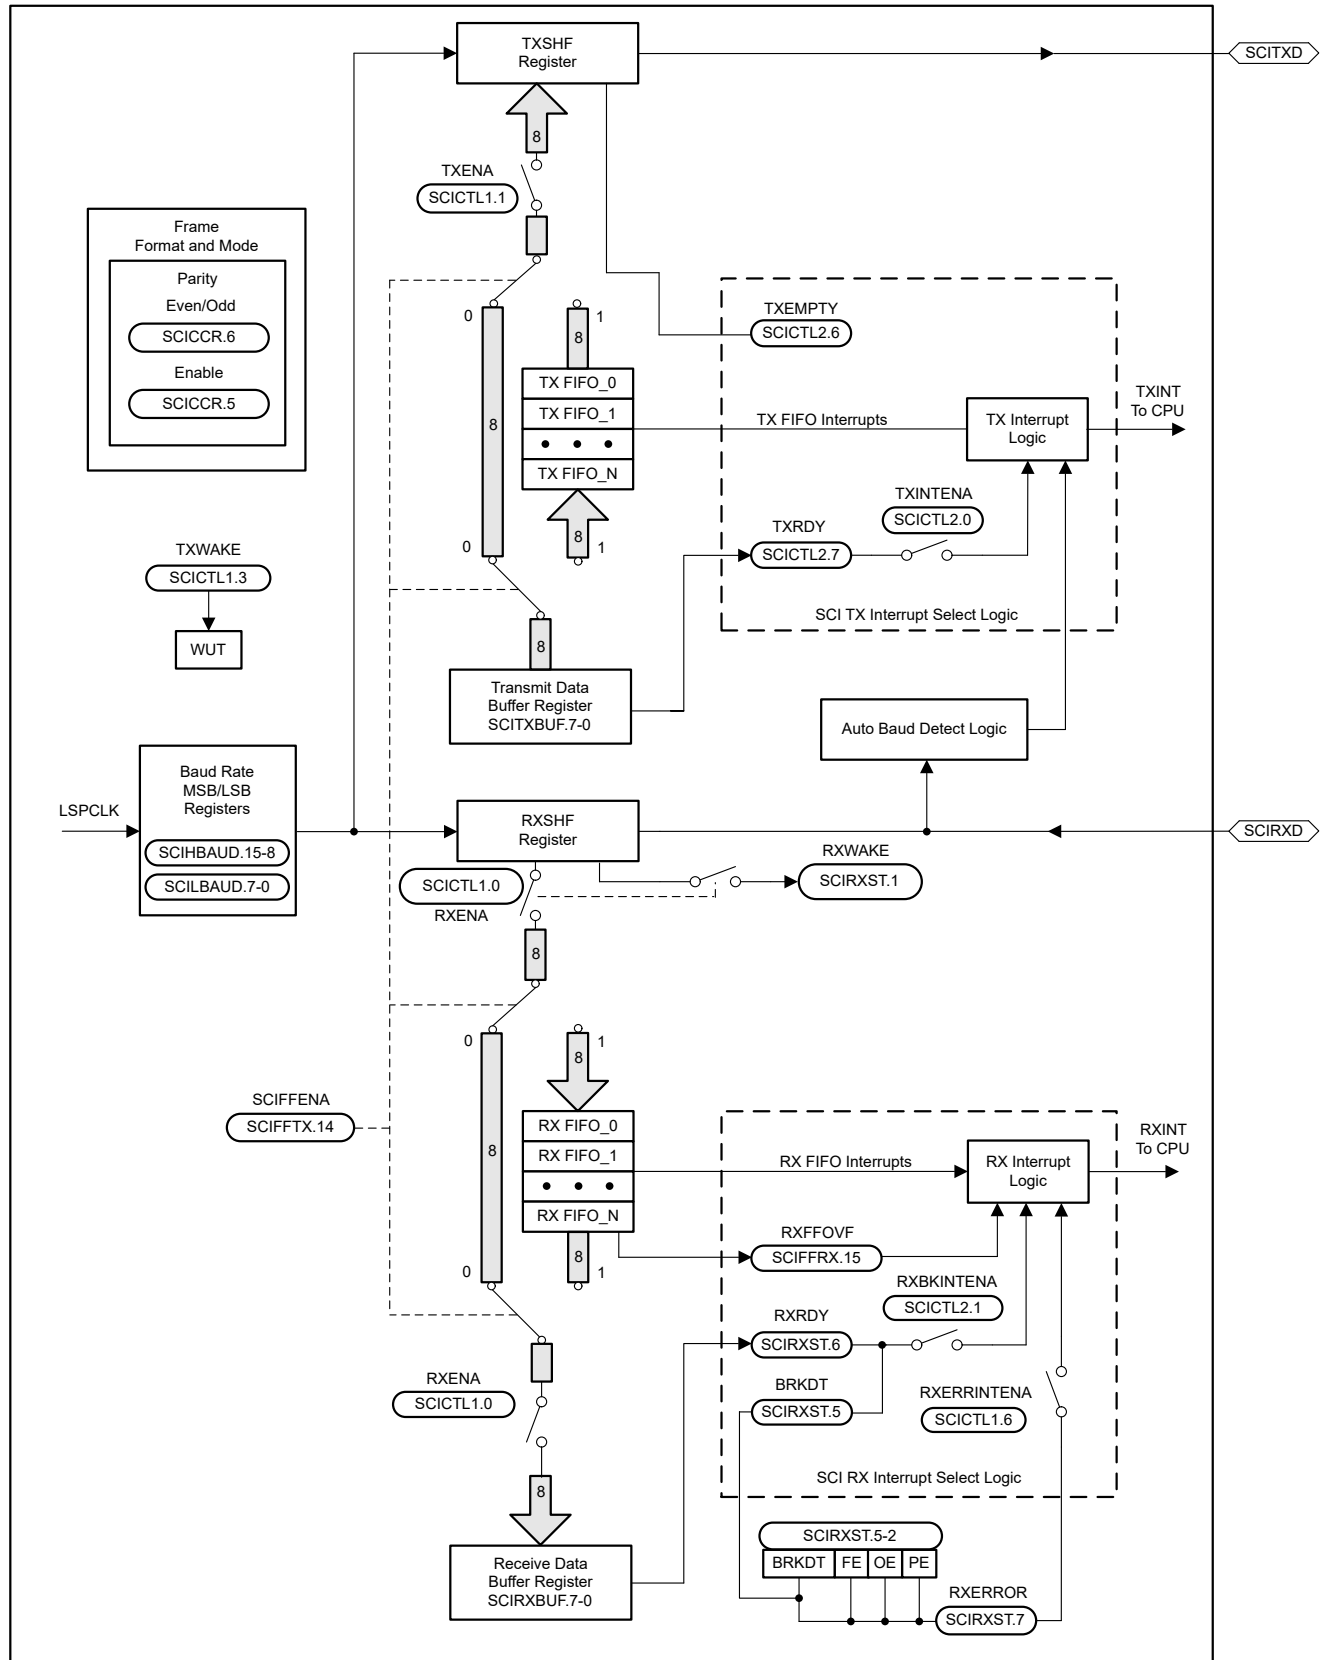 TXSHF
Register
SCITXD
8
TXENA
SCICTL1.1
Frame
Format and Mode
Parity
Even/Odd
SCICCR.6
Enable
SCICCR.5
0
1
8
8
TX FIFO_0
TX FIFO_1
• • •
TX FIFO_N
8
0
1
TXEMPTY
SCICTL2.6
TX FIFO Interrupts
TX Interrupt
Logic
TXINT
To CPU
TXINTENA
SCICTL2.0
TXRDY
SCICTL2.7
SCI TX Interrupt Select Logic
TXWAKE
SCICTL1.3
WUT
8
Transmit Data
Buffer Register
SCITXBUF.7-0
Auto Baud Detect Logic
LSPCLK
Baud Rate
MSB/LSB
Registers
SCIHBAUD.15-8
SCILBAUD.7-0
RXSHF
Register
SCIRXD
SCICTL1.0
RXENA
RXWAKE
SCIRXST.1
8
0
1
8
8
RX FIFO_0
RX FIFO_1
• • •
RX FIFO_N
8
0
1
SCIFFENA
SCIFFTX.14
RX FIFO Interrupts
RX Interrupt
Logic
RXINT
To CPU
RXFFOVF
SCIFFRX.15
RXBKINTENA
SCICTL2.1
RXRDY
SCIRXST.6
BRKDT
SCIRXST.5
RXERRINTENA
SCICTL1.6
SCI RX Interrupt Select Logic
RXENA
SCICTL1.0
8
Receive Data
Buffer Register
SCIRXBUF.7-0
SCIRXST.5-2
BRKDT FE OE PE
RXERROR
SCIRXST.7